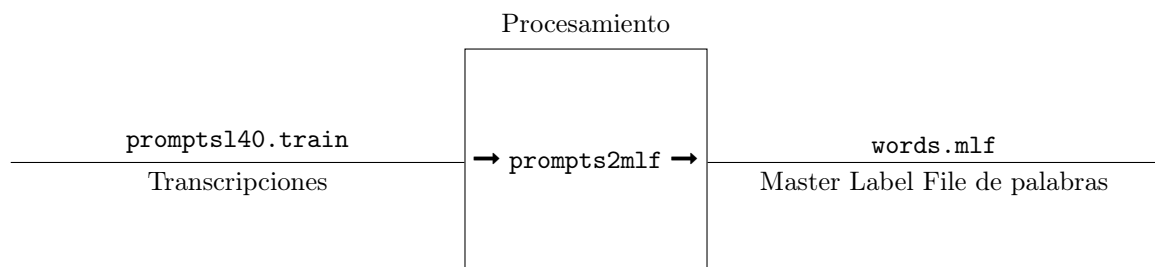 Procesamiento
promptsl40.train
Transcripciones
→ prompts2mlf →
words.mlf
Master Label File de palabras